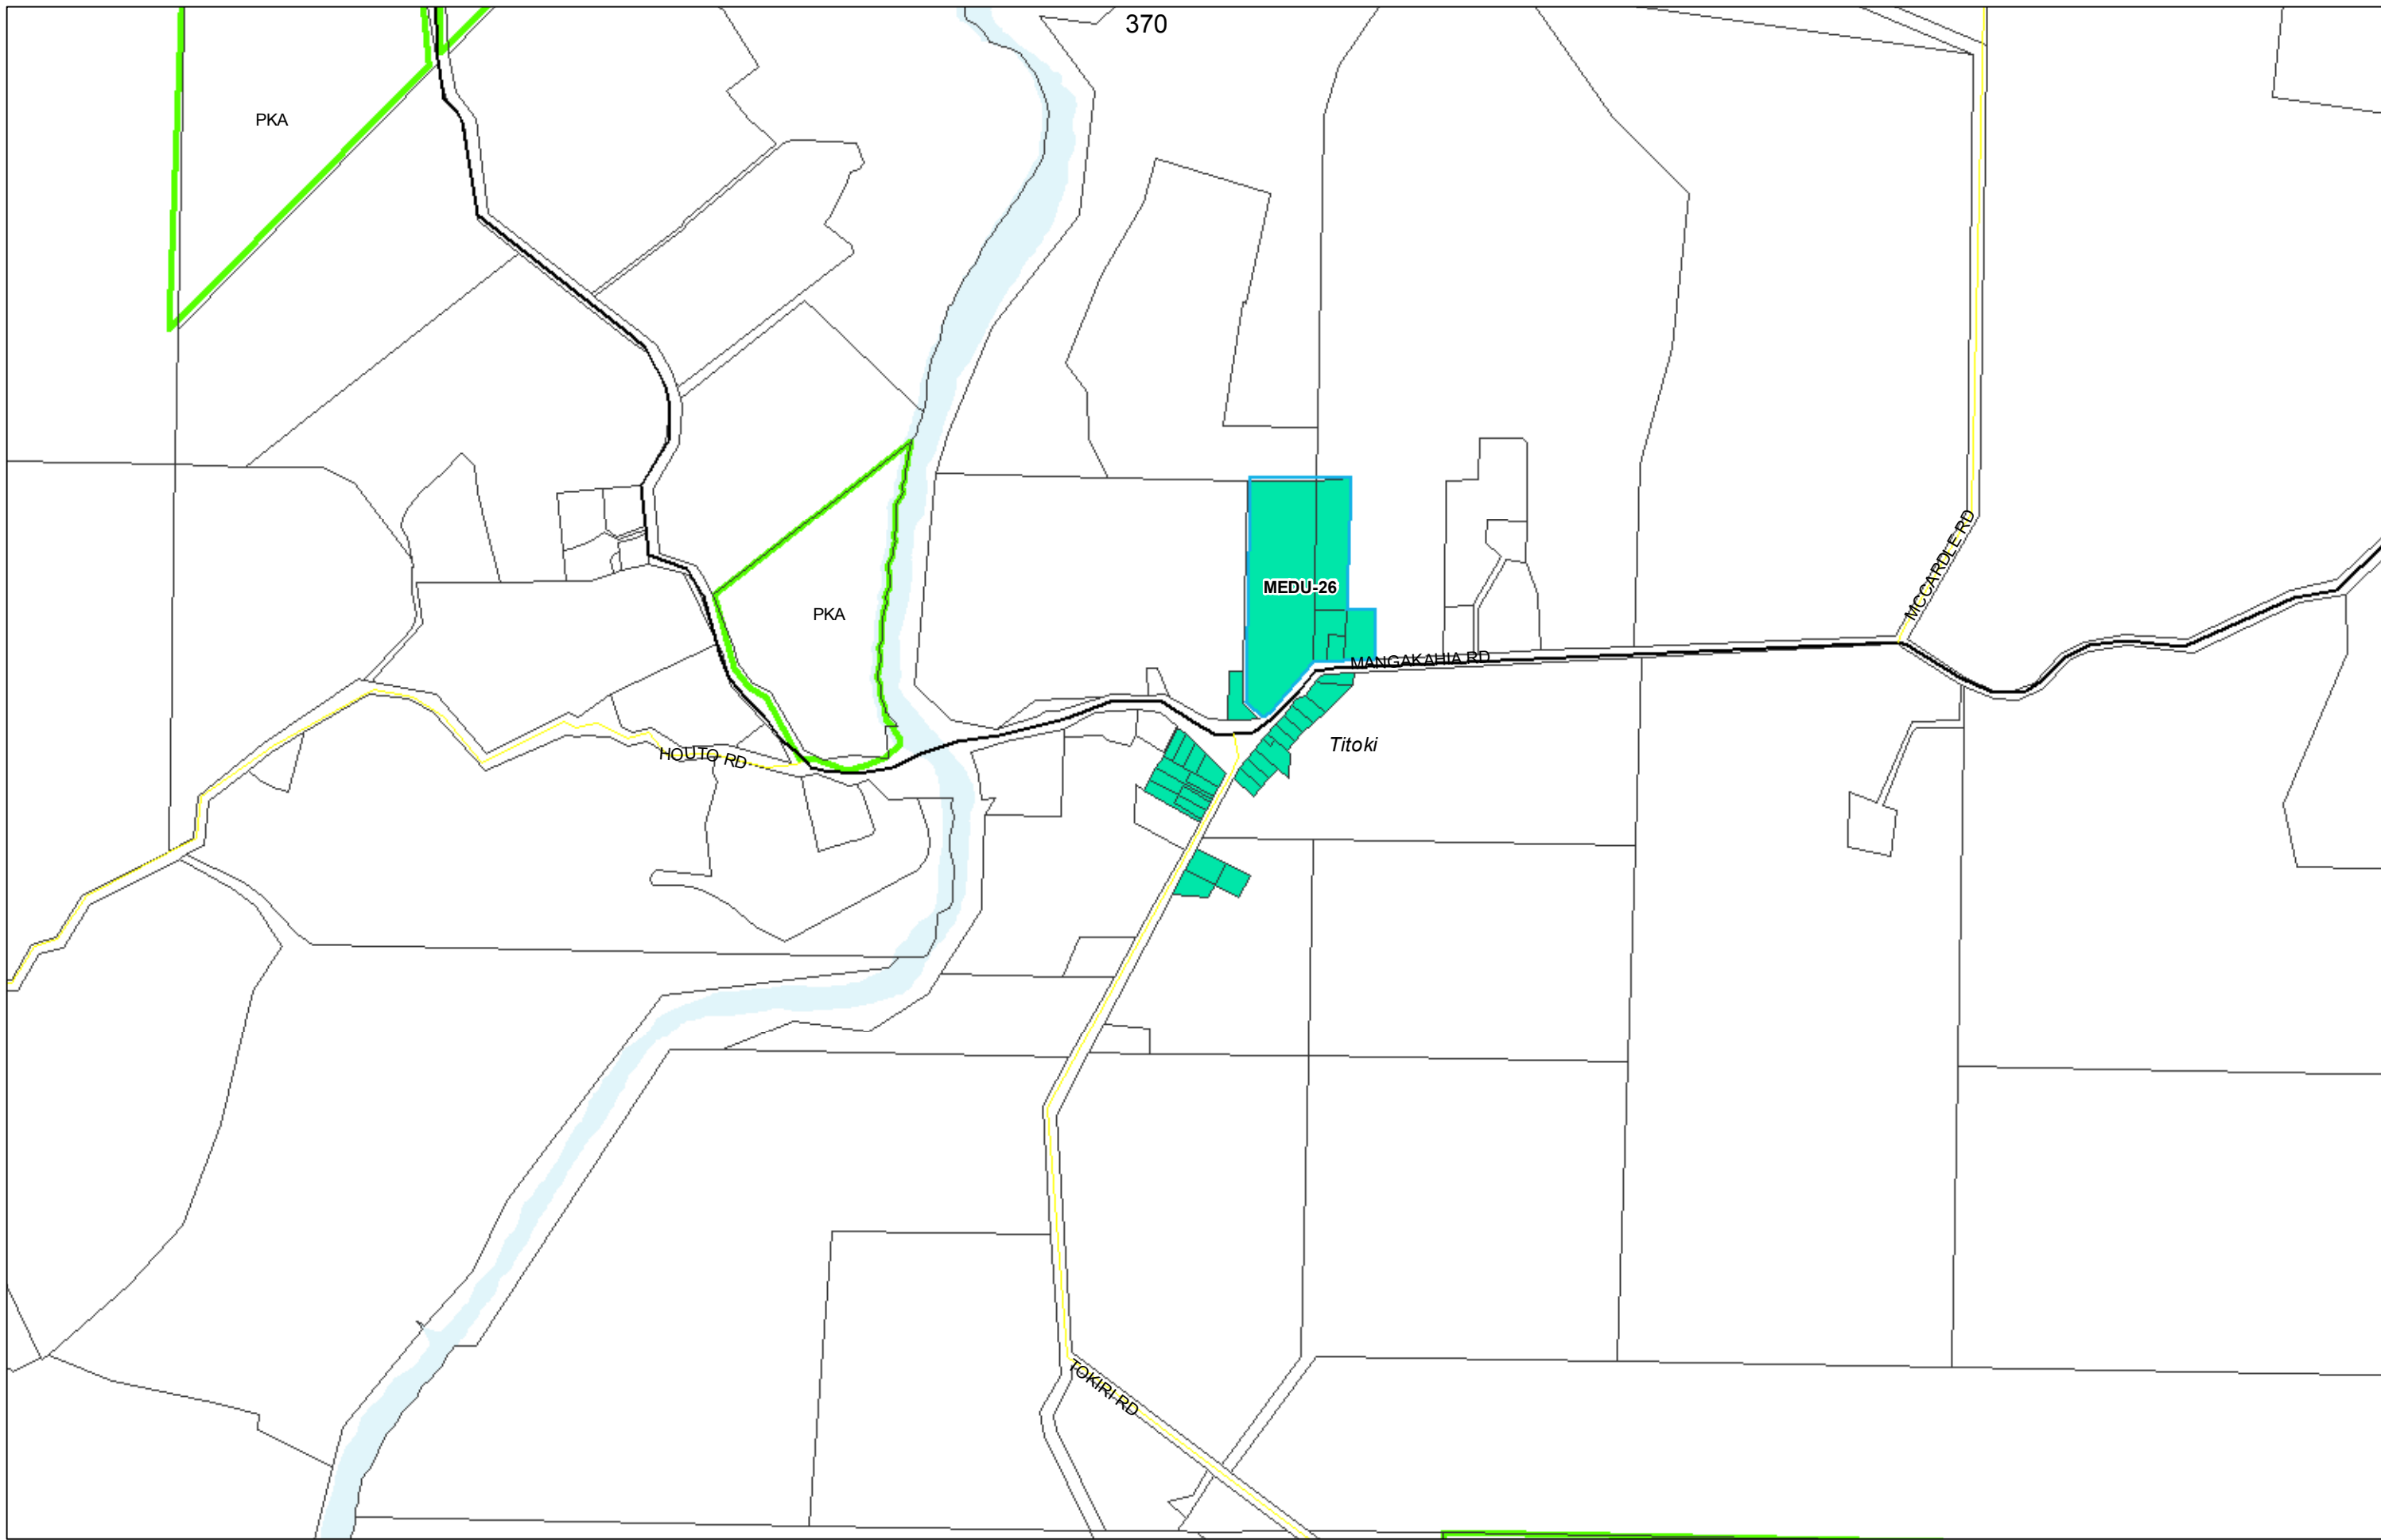 370
PKA
MCCARDLE RD
MEDU-26
PKA
MANGAKAHIA RD
Titoki
HOUTO RD
TOKIRI RD